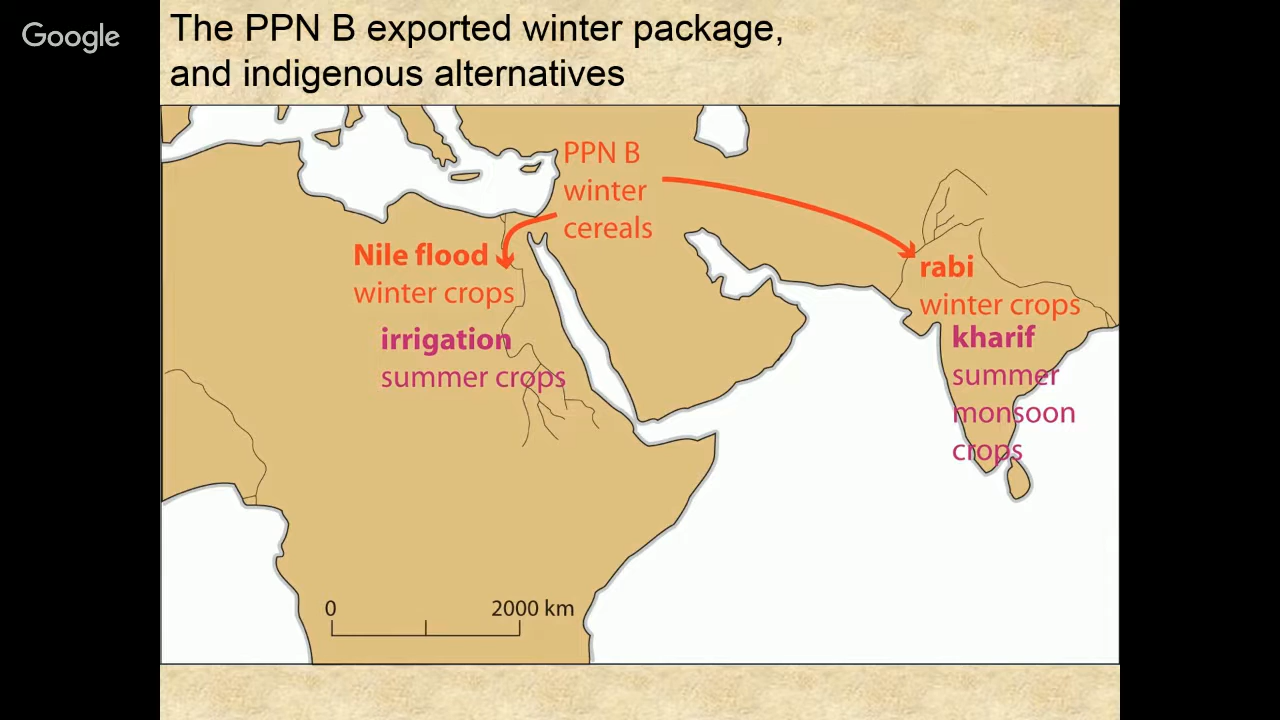 Google
The PPN B exported winter package,
and indigenous alternatives
PPN B
winter
cereals
Nile flood
winter crops
irrigation
summer crops
rabi
winter crops
kharif
summer
monsoon
crops
0 2000 km